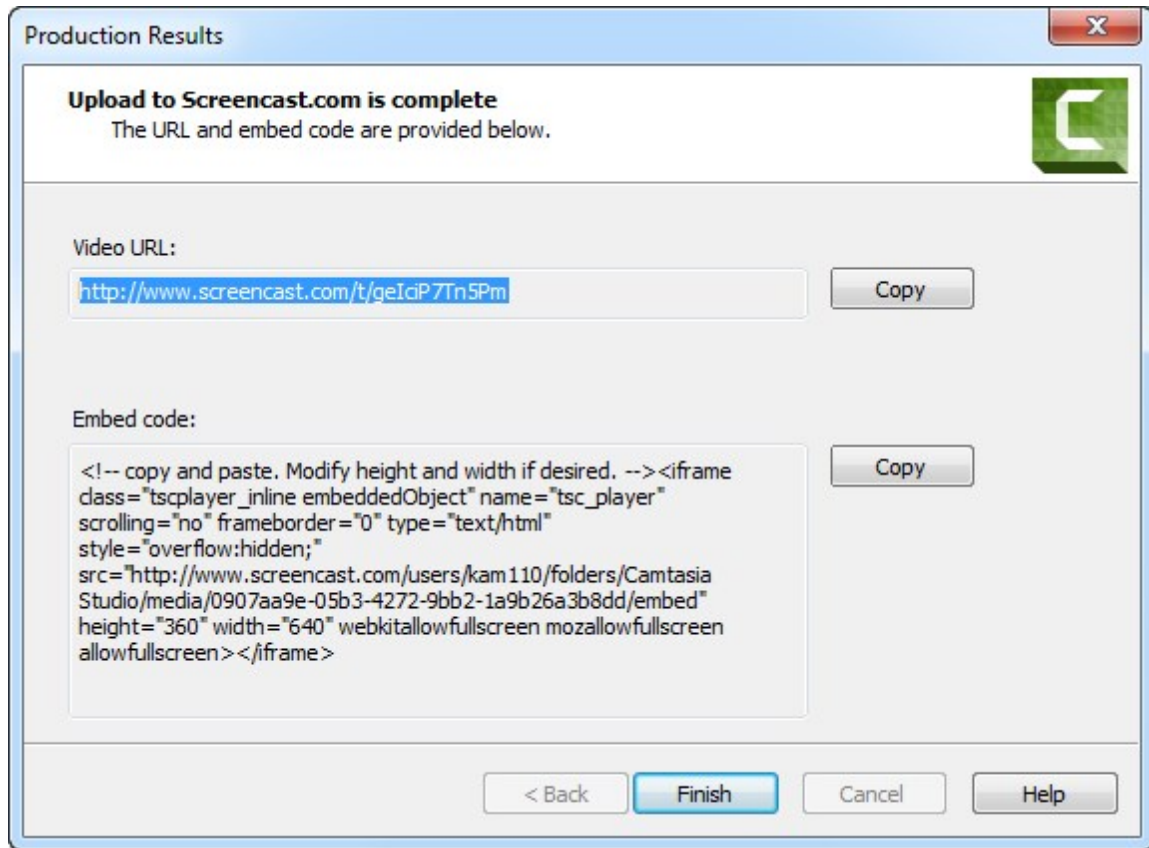 Production Results
Upload to Screencast.com is complete
The URL and embed code are provided below.
Video URL:
http://www.screencast.com/t/geIciP7Tn5Pm
Copy
Embed code:
<!-- copy and paste. Modify height and width if desired. --><iframe
class="tscplayer_inline embeddedObject" name="tsc_player"
scrolling="no" frameborder="0" type="text/html"
style="overflow:hidden;"
src="http://www.screencast.com/users/kam110/folders/Camtasia
Studio/media/0907aa9e-05b3-4272-9bb2-1a9b26a3b8dd/embed"
height="360" width="640" webkitallowfullscreen mozallowfullscreen
allowfullscreen></iframe>
Copy
< Back
Finish
Cancel
Help